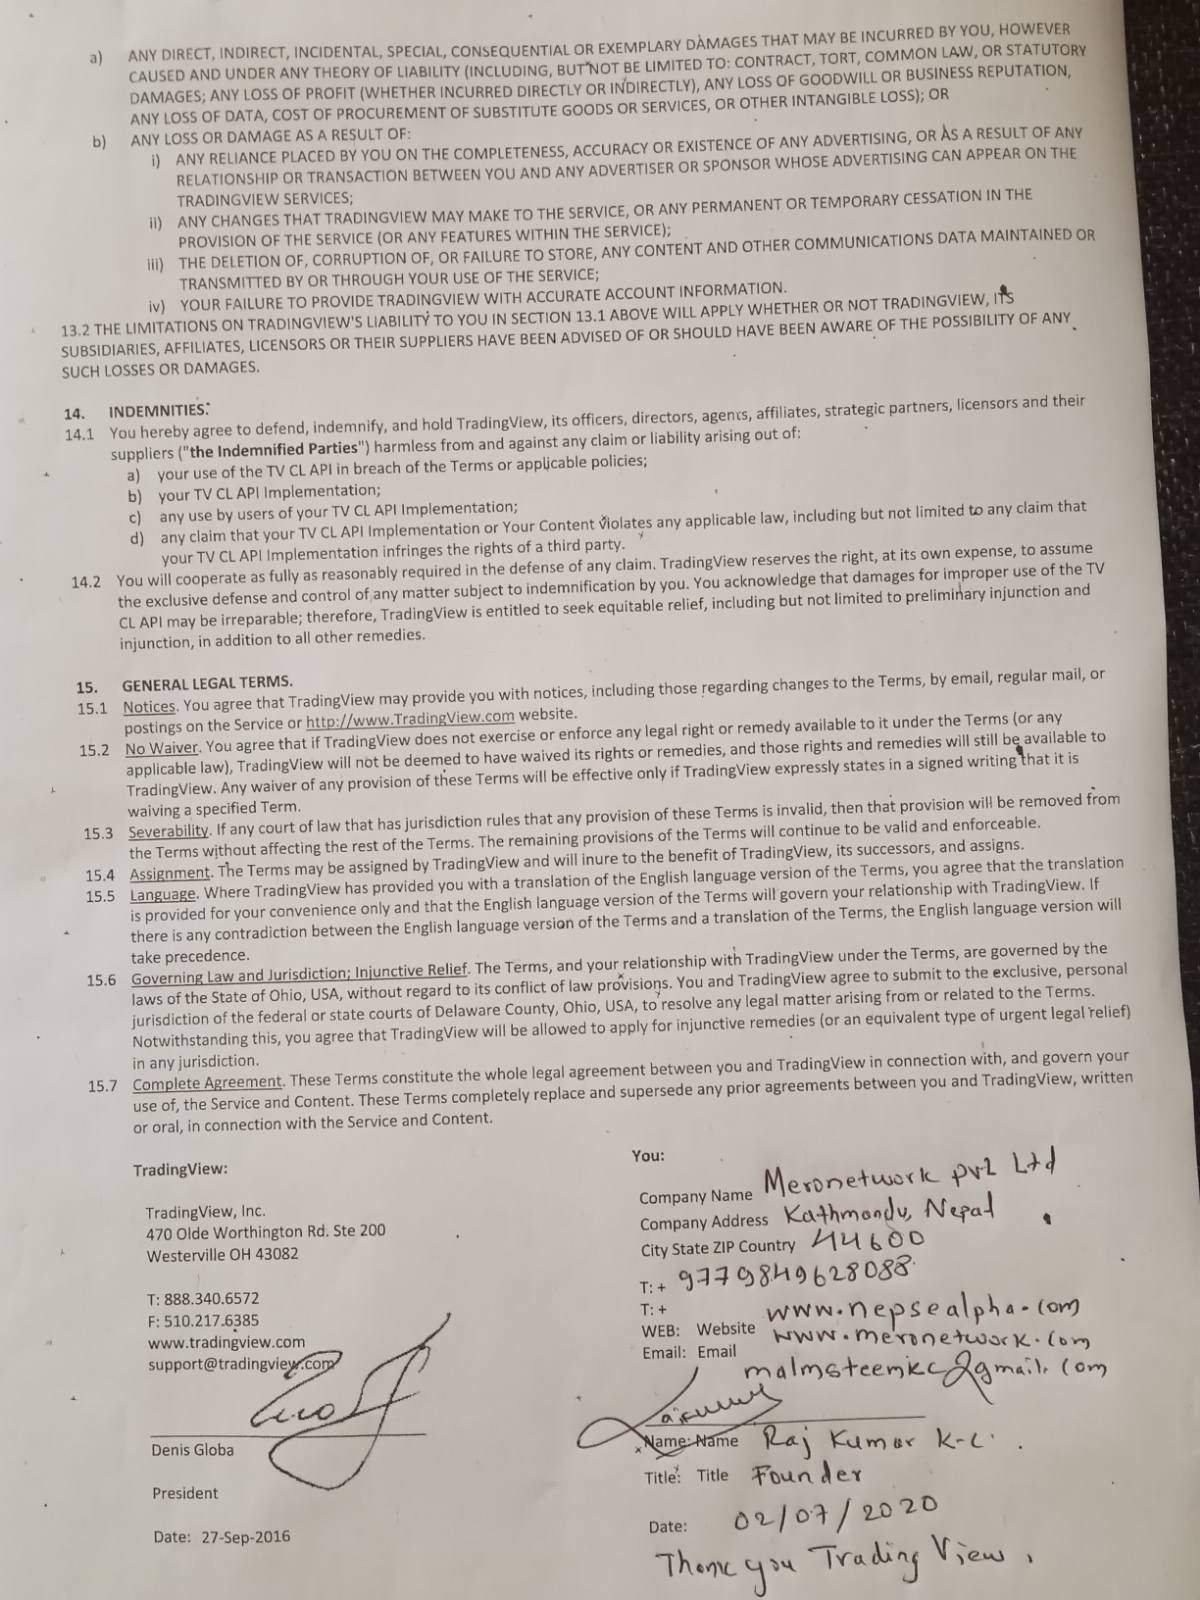 a) ANY DIRECT, INDIRECT, INCIDENTAL, SPECIAL, CONSEQUENTIAL OR EXEMPLARY DAMAGES THAT MAY BE INCURRED BY YOU, HOWEVER
CAUSED AND UNDER ANY THEORY OF LIABILITY (INCLUDING, BUT NOT BE LIMITED TO: CONTRACT, TORT, COMMON LAW, OR STATUTORY
DAMAGES; ANY LOSS OF PROFIT (WHETHER INCURRED DIRECTLY OR INDIRECTLY), ANY LOSS OF GOODWILL OR BUSINESS REPUTATION,
ANY LOSS OF DATA, COST OF PROCUREMENT OF SUBSTITUTE GOODS OR SERVICES, OR OTHER INTANGIBLE LOSS); OR
b) ANY LOSS OR DAMAGE AS A RESULT OF:
i) ANY RELIANCE PLACED BY YOU ON THE COMPLETENESS, ACCURACY OR EXISTENCE OF ANY ADVERTISING, OR AS A RESULT OF ANY
RELATIONSHIP OR TRANSACTION BETWEEN YOU AND ANY ADVERTISER OR SPONSOR WHOSE ADVERTISING CAN APPEAR ON THE
TRADINGVIEW SERVICES;
ii) ANY CHANGES THAT TRADINGVIEW MAY MAKE TO THE SERVICE, OR ANY PERMANENT OR TEMPORARY CESSATION IN THE
PROVISION OF THE SERVICE (OR ANY FEATURES WITHIN THE SERVICE);
iii) THE DELETION OF, CORRUPTION OF, OR FAILURE TO STORE, ANY CONTENT AND OTHER COMMUNICATIONS DATA MAINTAINED OR
TRANSMITTED BY OR THROUGH YOUR USE OF THE SERVICE;
iv) YOUR FAILURE TO PROVIDE TRADINGVIEW WITH ACCURATE ACCOUNT INFORMATION.
13.2 THE LIMITATIONS ON TRADINGVIEW'S LIABILITY TO YOU IN SECTION 13.1 ABOVE WILL APPLY WHETHER OR NOT TRADINGVIEW, ITS
SUBSIDIARIES, AFFILIATES, LICENSORS OR THEIR SUPPLIERS HAVE BEEN ADVISED OF OR SHOULD HAVE BEEN AWARE OF THE POSSIBILITY OF ANY
SUCH LOSSES OR DAMAGES.
14. INDEMNITIES.
14.1 You hereby agree to defend, indemnify, and hold TradingView, its officers, directors, agents, affiliates, strategic partners, licensors and their
suppliers ("the Indemnified Parties") harmless from and against any claim or liability arising out of:
a) your use of the TV CL API in breach of the Terms or applicable policies;
b) your TV CL API Implementation;
c) any use by users of your TV CL API Implementation;
d) any claim that your TV CL API Implementation or Your Content violates any applicable law, including but not limited to any claim that
your TV CL API Implementation infringes the rights of a third party.
14.2 You will cooperate as fully as reasonably required in the defense of any claim. TradingView reserves the right, at its own expense, to assume
the exclusive defense and control of any matter subject to indemnification by you. You acknowledge that damages for improper use of the TV
CL API may be irreparable; therefore, TradingView is entitled to seek equitable relief, including but not limited to preliminary injunction and
injunction, in addition to all other remedies.
15. GENERAL LEGAL TERMS.
15.1 Notices. You agree that TradingView may provide you with notices, including those regarding changes to the Terms, by email, regular mail, or
postings on the Service or http://www.TradingView.com website.
15.2 No Waiver. You agree that if TradingView does not exercise or enforce any legal right or remedy available to it under the Terms (or any
applicable law), TradingView will not be deemed to have waived its rights or remedies, and those rights and remedies will still be available to
TradingView. Any waiver of any provision of these Terms will be effective only if TradingView expressly states in a signed writing that it is
waiving a specified Term.
15.3 Severability. If any court of law that has jurisdiction rules that any provision of these Terms is invalid, then that provision will be removed from
the Terms without affecting the rest of the Terms. The remaining provisions of the Terms will continue to be valid and enforceable.
15.4 Assignment. The Terms may be assigned by TradingView and will inure to the benefit of TradingView, its successors, and assigns.
15.5 Language. Where TradingView has provided you with a translation of the English language version of the Terms, you agree that the translation
is provided for your convenience only and that the English language version of the Terms will govern your relationship with TradingView. If
there is any contradiction between the English language version of the Terms and a translation of the Terms, the English language version will
take precedence.
15.6 Governing Law and Jurisdiction; Injunctive Relief. The Terms, and your relationship with TradingView under the Terms, are governed by the
laws of the State of Ohio, USA, without regard to its conflict of law provisions. You and TradingView agree to submit to the exclusive, personal
jurisdiction of the federal or state courts of Delaware County, Ohio, USA, to resolve any legal matter arising from or related to the Terms.
Notwithstanding this, you agree that TradingView will be allowed to apply for injunctive remedies (or an equivalent type of urgent legal relief)
in any jurisdiction.
15.7 Complete Agreement. These Terms constitute the whole legal agreement between you and TradingView in connection with, and govern your
use of, the Service and Content. These Terms completely replace and supersede any prior agreements between you and TradingView, written
or oral, in connection with the Service and Content.
TradingView:
TradingView, Inc.
470 Olde Worthington Rd. Ste 200
Westerville OH 43082
T: 888.340.6572
F: 510.217.6385
www.tradingview.com
support@tradingview.com
Denis Globa
President
Date: 27-Sep-2016
You:
Company Name Meronetwork pvt Ltd
Company Address Kathmandu, Nepal
City State ZIP Country 44600
T: + 9779849628088
T: +
WEB: Website www.nepsealpha.com
www.meronetwork.com
Email: Email malmsteenkc@gmail.com
Name: Name Raj Kumar K.C.
Title: Title Founder
Date: 02/07/2020
Thank you Trading View.